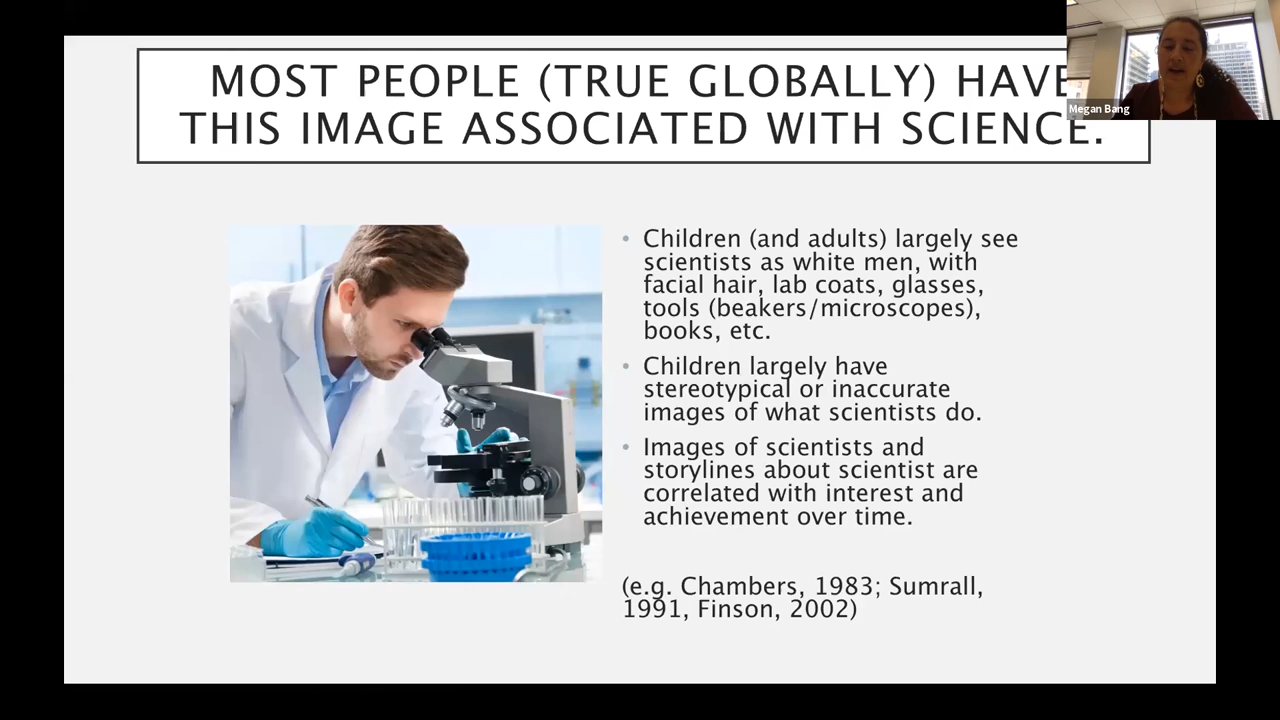 MOST PEOPLE (TRUE GLOBALLY) HAVE
THIS IMAGE ASSOCIATED WITH SCIENCE.
Megan Bang
• Children (and adults) largely see
scientists as white men, with
facial hair, lab coats, glasses,
tools (beakers/microscopes),
books, etc.
• Children largely have
stereotypical or inaccurate
images of what scientists do.
• Images of scientists and
storylines about scientist are
correlated with interest and
achievement over time.
(e.g. Chambers, 1983; Sumrall,
1991, Finson, 2002)